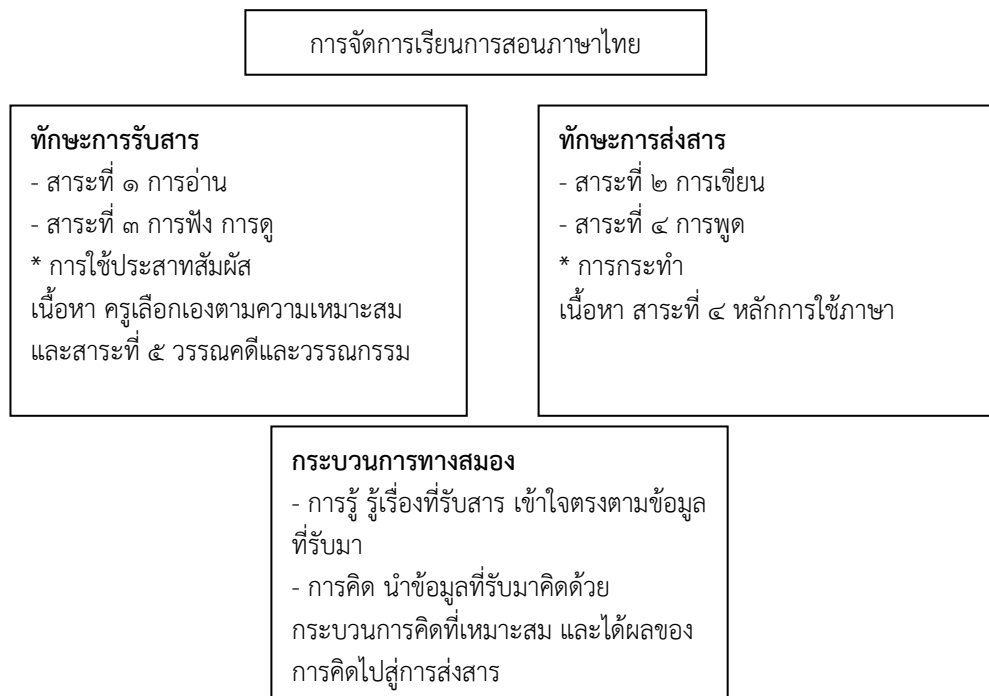 การจัดการเรียนการสอนภาษาไทย
ทักษะการรับสาร
- สาระที่ ๑ การอ่าน
- สาระที่ ๓ การฟัง การดู
* การใช้ประสาทสัมผัส
เนื้อหา ครูเลือกเองตามความเหมาะสม
และสาระที่ ๕ วรรณคดีและวรรณกรรม
ทักษะการส่งสาร
- สาระที่ ๒ การเขียน
- สาระที่ ๔ การพูด
* การกระทำ
เนื้อหา สาระที่ ๔ หลักการใช้ภาษา
กระบวนการทางสมอง
- การรู้ รู้เรื่องที่รับสาร เข้าใจตรงตามข้อมูล
ที่รับมา
- การคิด นำข้อมูลที่รับมาคิดด้วย
กระบวนการคิดที่เหมาะสม และได้ผลของ
การคิดไปสู่การส่งสาร